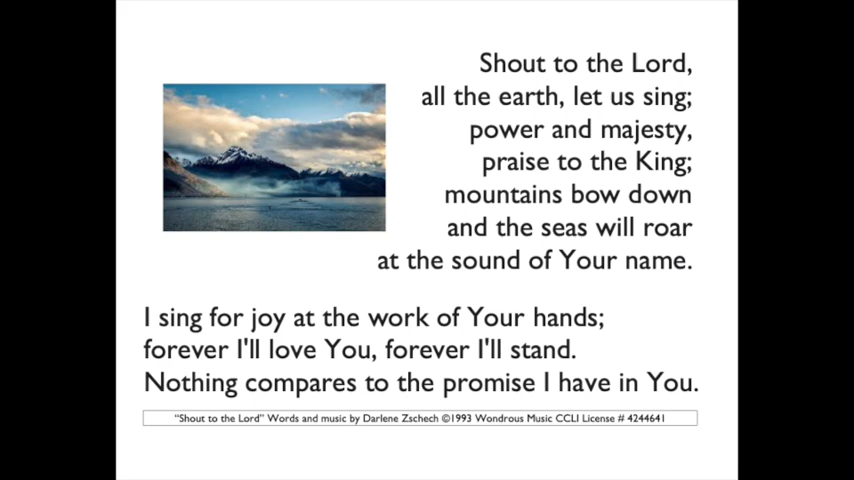 Shout to the Lord,
all the earth, let us sing;
power and majesty,
praise to the King;
mountains bow down
and the seas will roar
at the sound of Your name.
I sing for joy at the work of Your hands;
forever I'll love You, forever I'll stand.
Nothing compares to the promise I have in You.
“Shout to the Lord” Words and music by Darlene Zschech ©1993 Wondrous Music CCLI License # 4244641